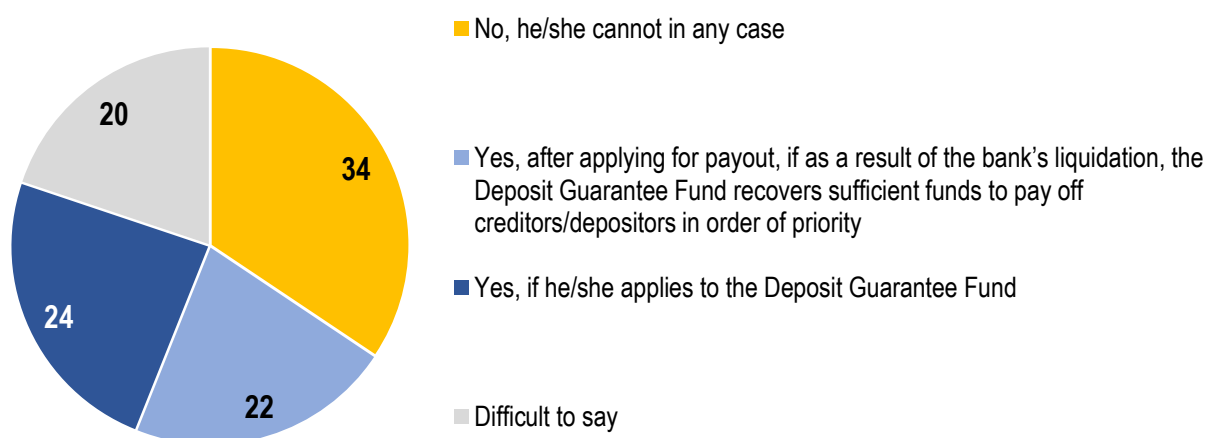 No, he/she cannot in any case
20
34
Yes, after applying for payout, if as a result of the bank’s liquidation, the
Deposit Guarantee Fund recovers sufficient funds to pay off
creditors/depositors in order of priority
Yes, if he/she applies to the Deposit Guarantee Fund
24
22
Difficult to say